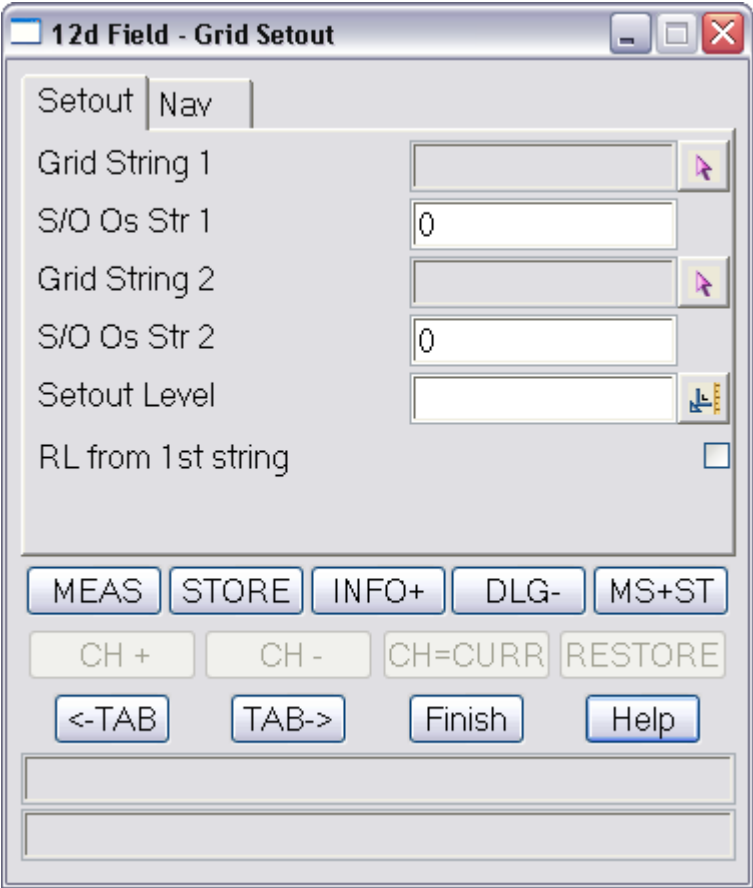 12d Field - Grid Setout
Setout Nav
Grid String 1
S/O Os Str 1 0
Grid String 2
S/O Os Str 2 0
Setout Level
RL from 1st string
MEAS STORE INFO+ DLG- MS+ST
CH + CH - CH=CURR RESTORE
<-TAB TAB-> Finish Help